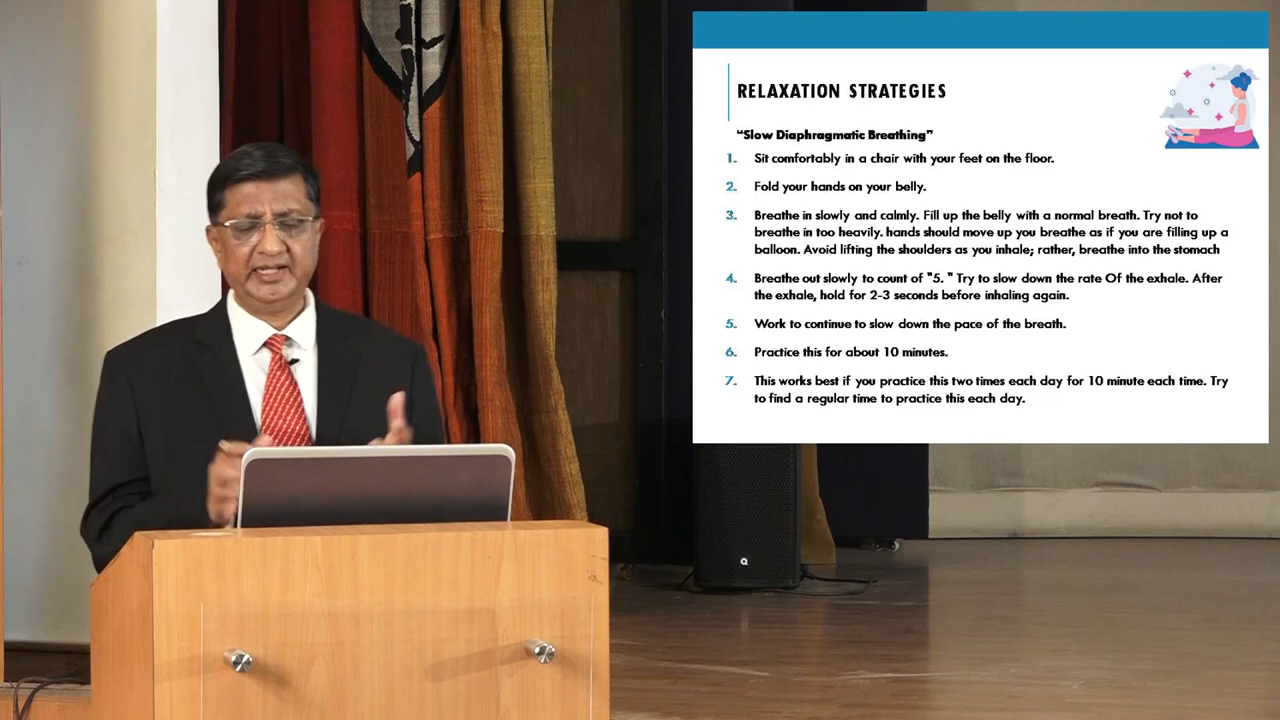 RELAXATION STRATEGIES
“Slow Diaphragmatic Breathing”
1. Sit comfortably in a chair with your feet on the floor.
2. Fold your hands on your belly.
3. Breathe in slowly and calmly. Fill up the belly with a normal breath. Try not to
breathe in too heavily. hands should move up you breathe as if you are filling up a
balloon. Avoid lifting the shoulders as you inhale; rather, breathe into the stomach
4. Breathe out slowly to count of "5. " Try to slow down the rate Of the exhale. After
the exhale, hold for 2-3 seconds before inhaling again.
5. Work to continue to slow down the pace of the breath.
6. Practice this for about 10 minutes.
7. This works best if you practice this two times each day for 10 minute each time. Try
to find a regular time to practice this each day.